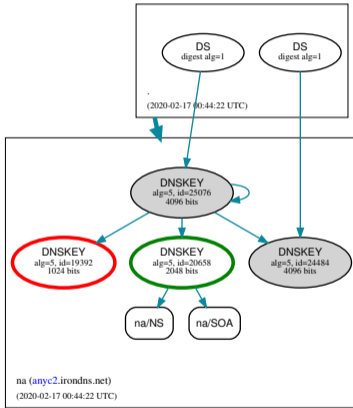 DS
digest alg=1
DS
digest alg=1
.
(2020-02-17 00:44:22 UTC)
DNSKEY
alg=5, id=25076
4096 bits
DNSKEY
alg=5, id=19392
1024 bits
DNSKEY
alg=5, id=20658
2048 bits
DNSKEY
alg=5, id=24484
4096 bits
na/NS
na/SOA
na (anyc2.irondns.net)
(2020-02-17 00:44:22 UTC)